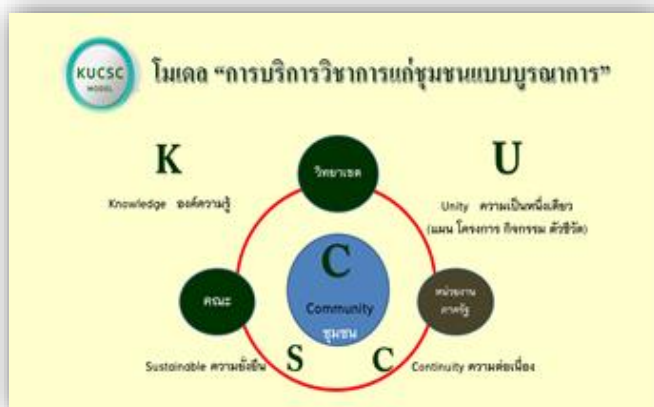 KUCSC
MODEL
โมเดล “การบริการวิชาการแก่ชุมชนแบบบูรณาการ”
K
U
วิทยาเขต
Knowledge องค์ความรู้
Unity ความเป็นหนึ่งเดียว
(แผน โครงการ กิจกรรม ตัวชี้วัด)
C
Community
ชุมชน
คณะ
หน่วยงาน
ภาครัฐ
S
C
Sustainable ความยั่งยืน
Continuity ความต่อเนื่อง